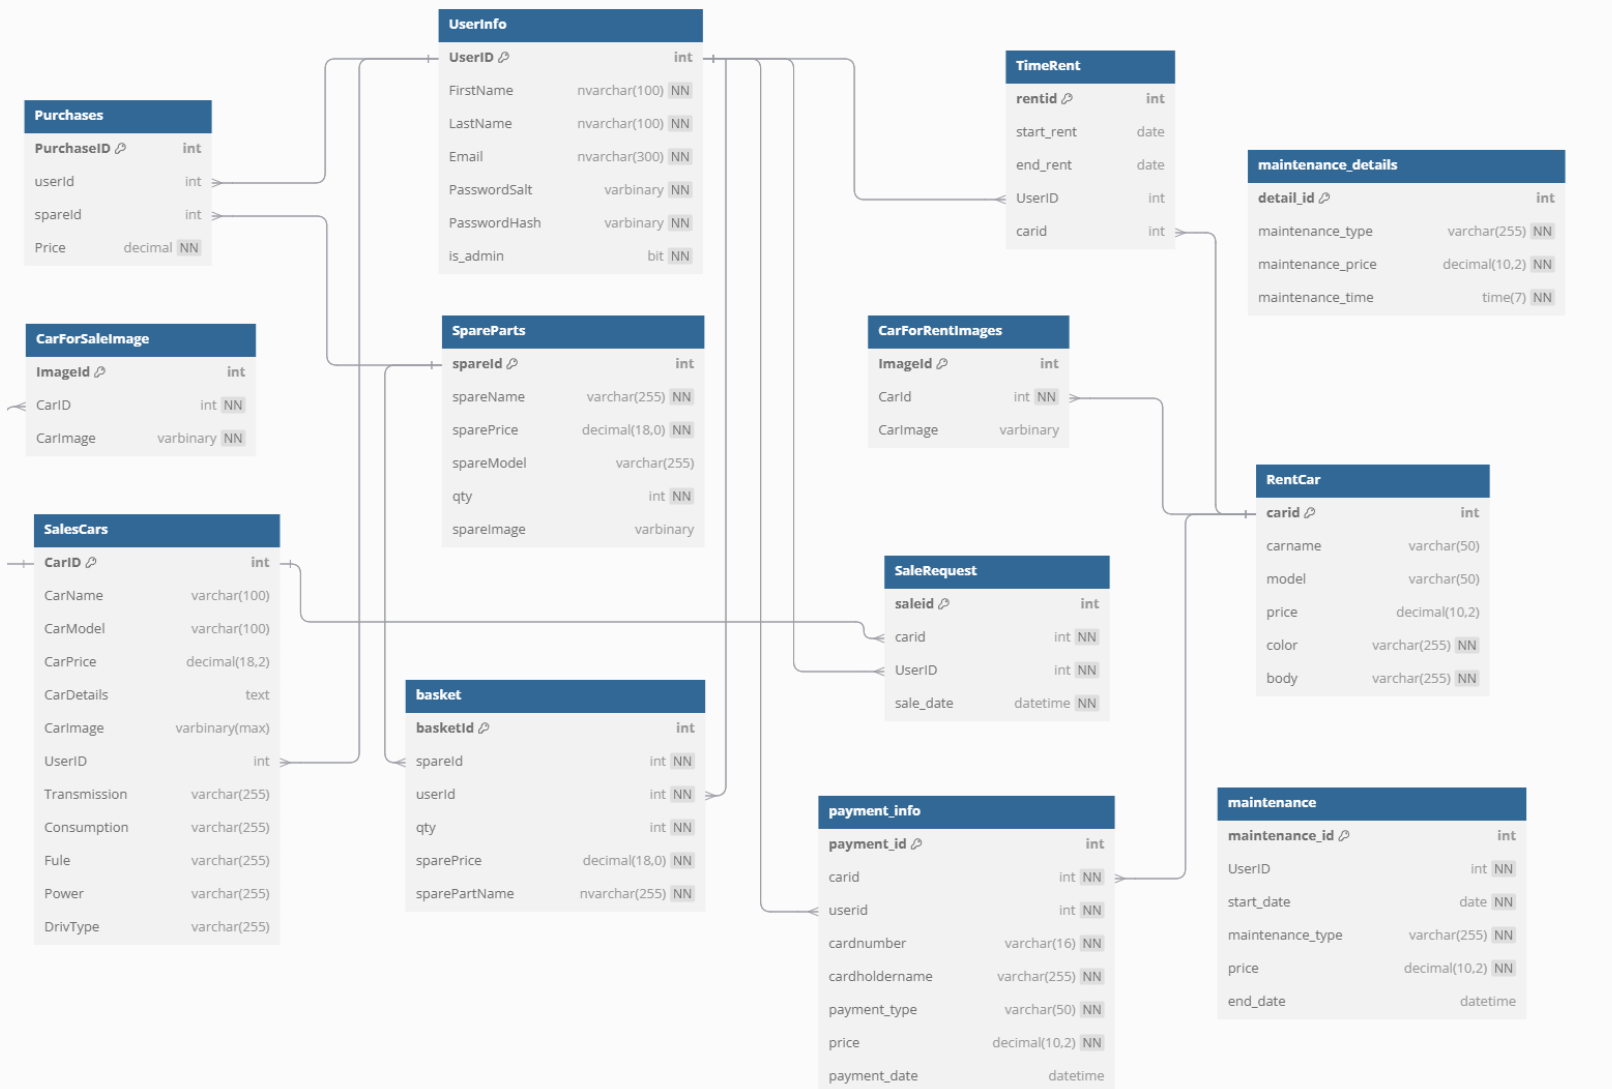 UserInfo
UserID int
FirstName nvarchar(100) NN
LastName nvarchar(100) NN
Email nvarchar(300) NN
PasswordSalt varbinary NN
PasswordHash varbinary NN
is_admin bit NN
TimeRent
rentid int
start_rent date
end_rent date
UserID int
carid int
Purchases
PurchaseID int
userId int
spareId int
Price decimal NN
maintenance_details
detail_id int
maintenance_type varchar(255) NN
maintenance_price decimal(10,2) NN
maintenance_time time(7) NN
CarForSaleImage
ImageId int
CarID int NN
CarImage varbinary NN
SpareParts
spareId int
spareName varchar(255) NN
sparePrice decimal(18,0) NN
spareModel varchar(255)
qty int NN
spareImage varbinary
CarForRentImages
ImageId int
CarId int NN
CarImage varbinary
RentCar
carid int
carname varchar(50)
model varchar(50)
price decimal(10,2)
color varchar(255) NN
body varchar(255) NN
SalesCars
CarID int
CarName varchar(100)
CarModel varchar(100)
CarPrice decimal(18,2)
CarDetails text
CarImage varbinary(max)
UserID int
Transmission varchar(255)
Consumption varchar(255)
Fule varchar(255)
Power varchar(255)
DrivType varchar(255)
SaleRequest
saleid int
carid int NN
UserID int NN
sale_date datetime NN
basket
basketId int
spareId int NN
userId int NN
qty int NN
sparePrice decimal(18,0) NN
sparePartName nvarchar(255) NN
payment_info
payment_id int
carid int NN
userid int NN
cardnumber varchar(16) NN
cardholdername varchar(255) NN
payment_type varchar(50) NN
price decimal(10,2) NN
payment_date datetime
maintenance
maintenance_id int
UserID int NN
start_date date NN
maintenance_type varchar(255) NN
price decimal(10,2) NN
end_date datetime